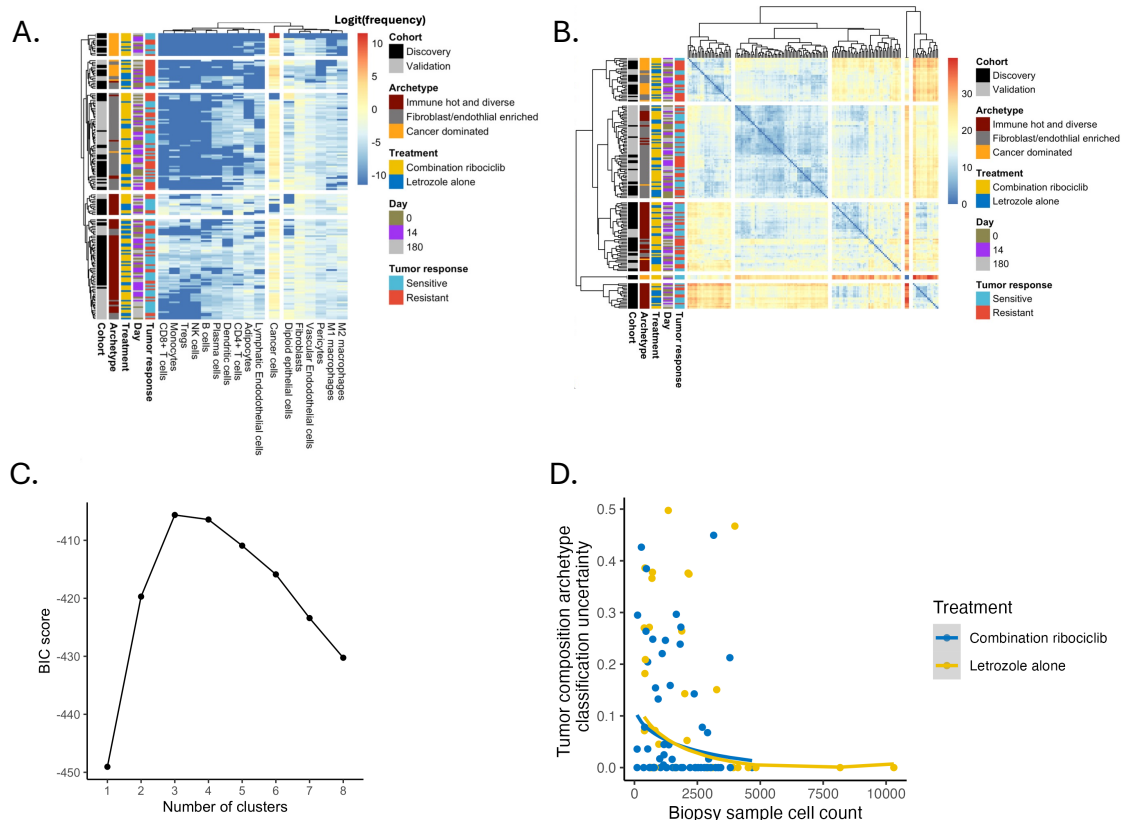 A.
Logit(frequency)
10
5
0
-5
-10
Cohort
Discovery
Validation
Archetype
Immune hot and diverse
Fibroblast/endothlial enriched
Cancer dominated
Treatment
Combination ribociclib
Letrozole alone
Day
0
14
180
Tumor response
Sensitive
Resistant
Cohort
Archetype
Treatment
Day
Tumor response
CD8+ T cells
Monocytes
Tregs
NK cells
B cells
Plasma cells
Dendritic cells
CD4+ T cells
Adipocytes
Lymphatic Endodothelial cells
Cancer cells
Diploid epithelial cells
Fibroblasts
Vascular Endodothelial cells
Pericytes
M1 macrophages
M2 macrophages
B.
30
20
10
0
Cohort
Discovery
Validation
Archetype
Immune hot and diverse
Fibroblast/endothlial enriched
Cancer dominated
Treatment
Combination ribociclib
Letrozole alone
Day
0
14
180
Tumor response
Sensitive
Resistant
Cohort
Archetype
Treatment
Day
Tumor response
C.
BIC score
-410
-420
-430
-440
-450
1 2 3 4 5 6 7 8
Number of clusters
D.
Tumor composition archetype
classification uncertainty
0.5
0.4
0.3
0.2
0.1
0.0
0 2500 5000 7500 10000
Biopsy sample cell count
Treatment
Combination ribociclib
Letrozole alone